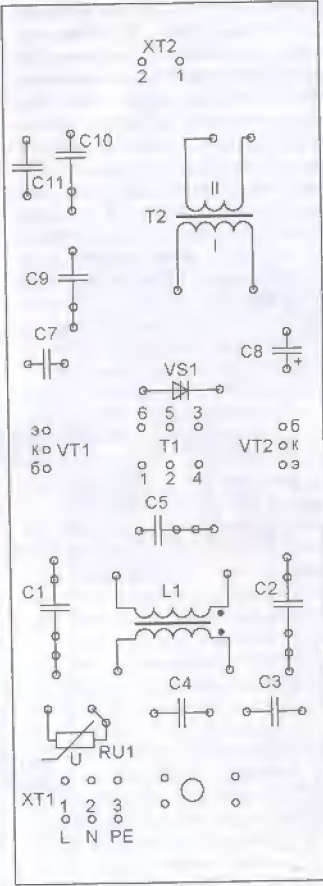 XT2
2 1
C10
C11
II
T2
I
C9
C7
C8
+
VS1
6 5 3
э
к VT1
б
T1
VT2
б
к
э
1 2 4
C5
C1
L1
C2
C4
C3
U
RU1
XT1 1 2 3
L N PE